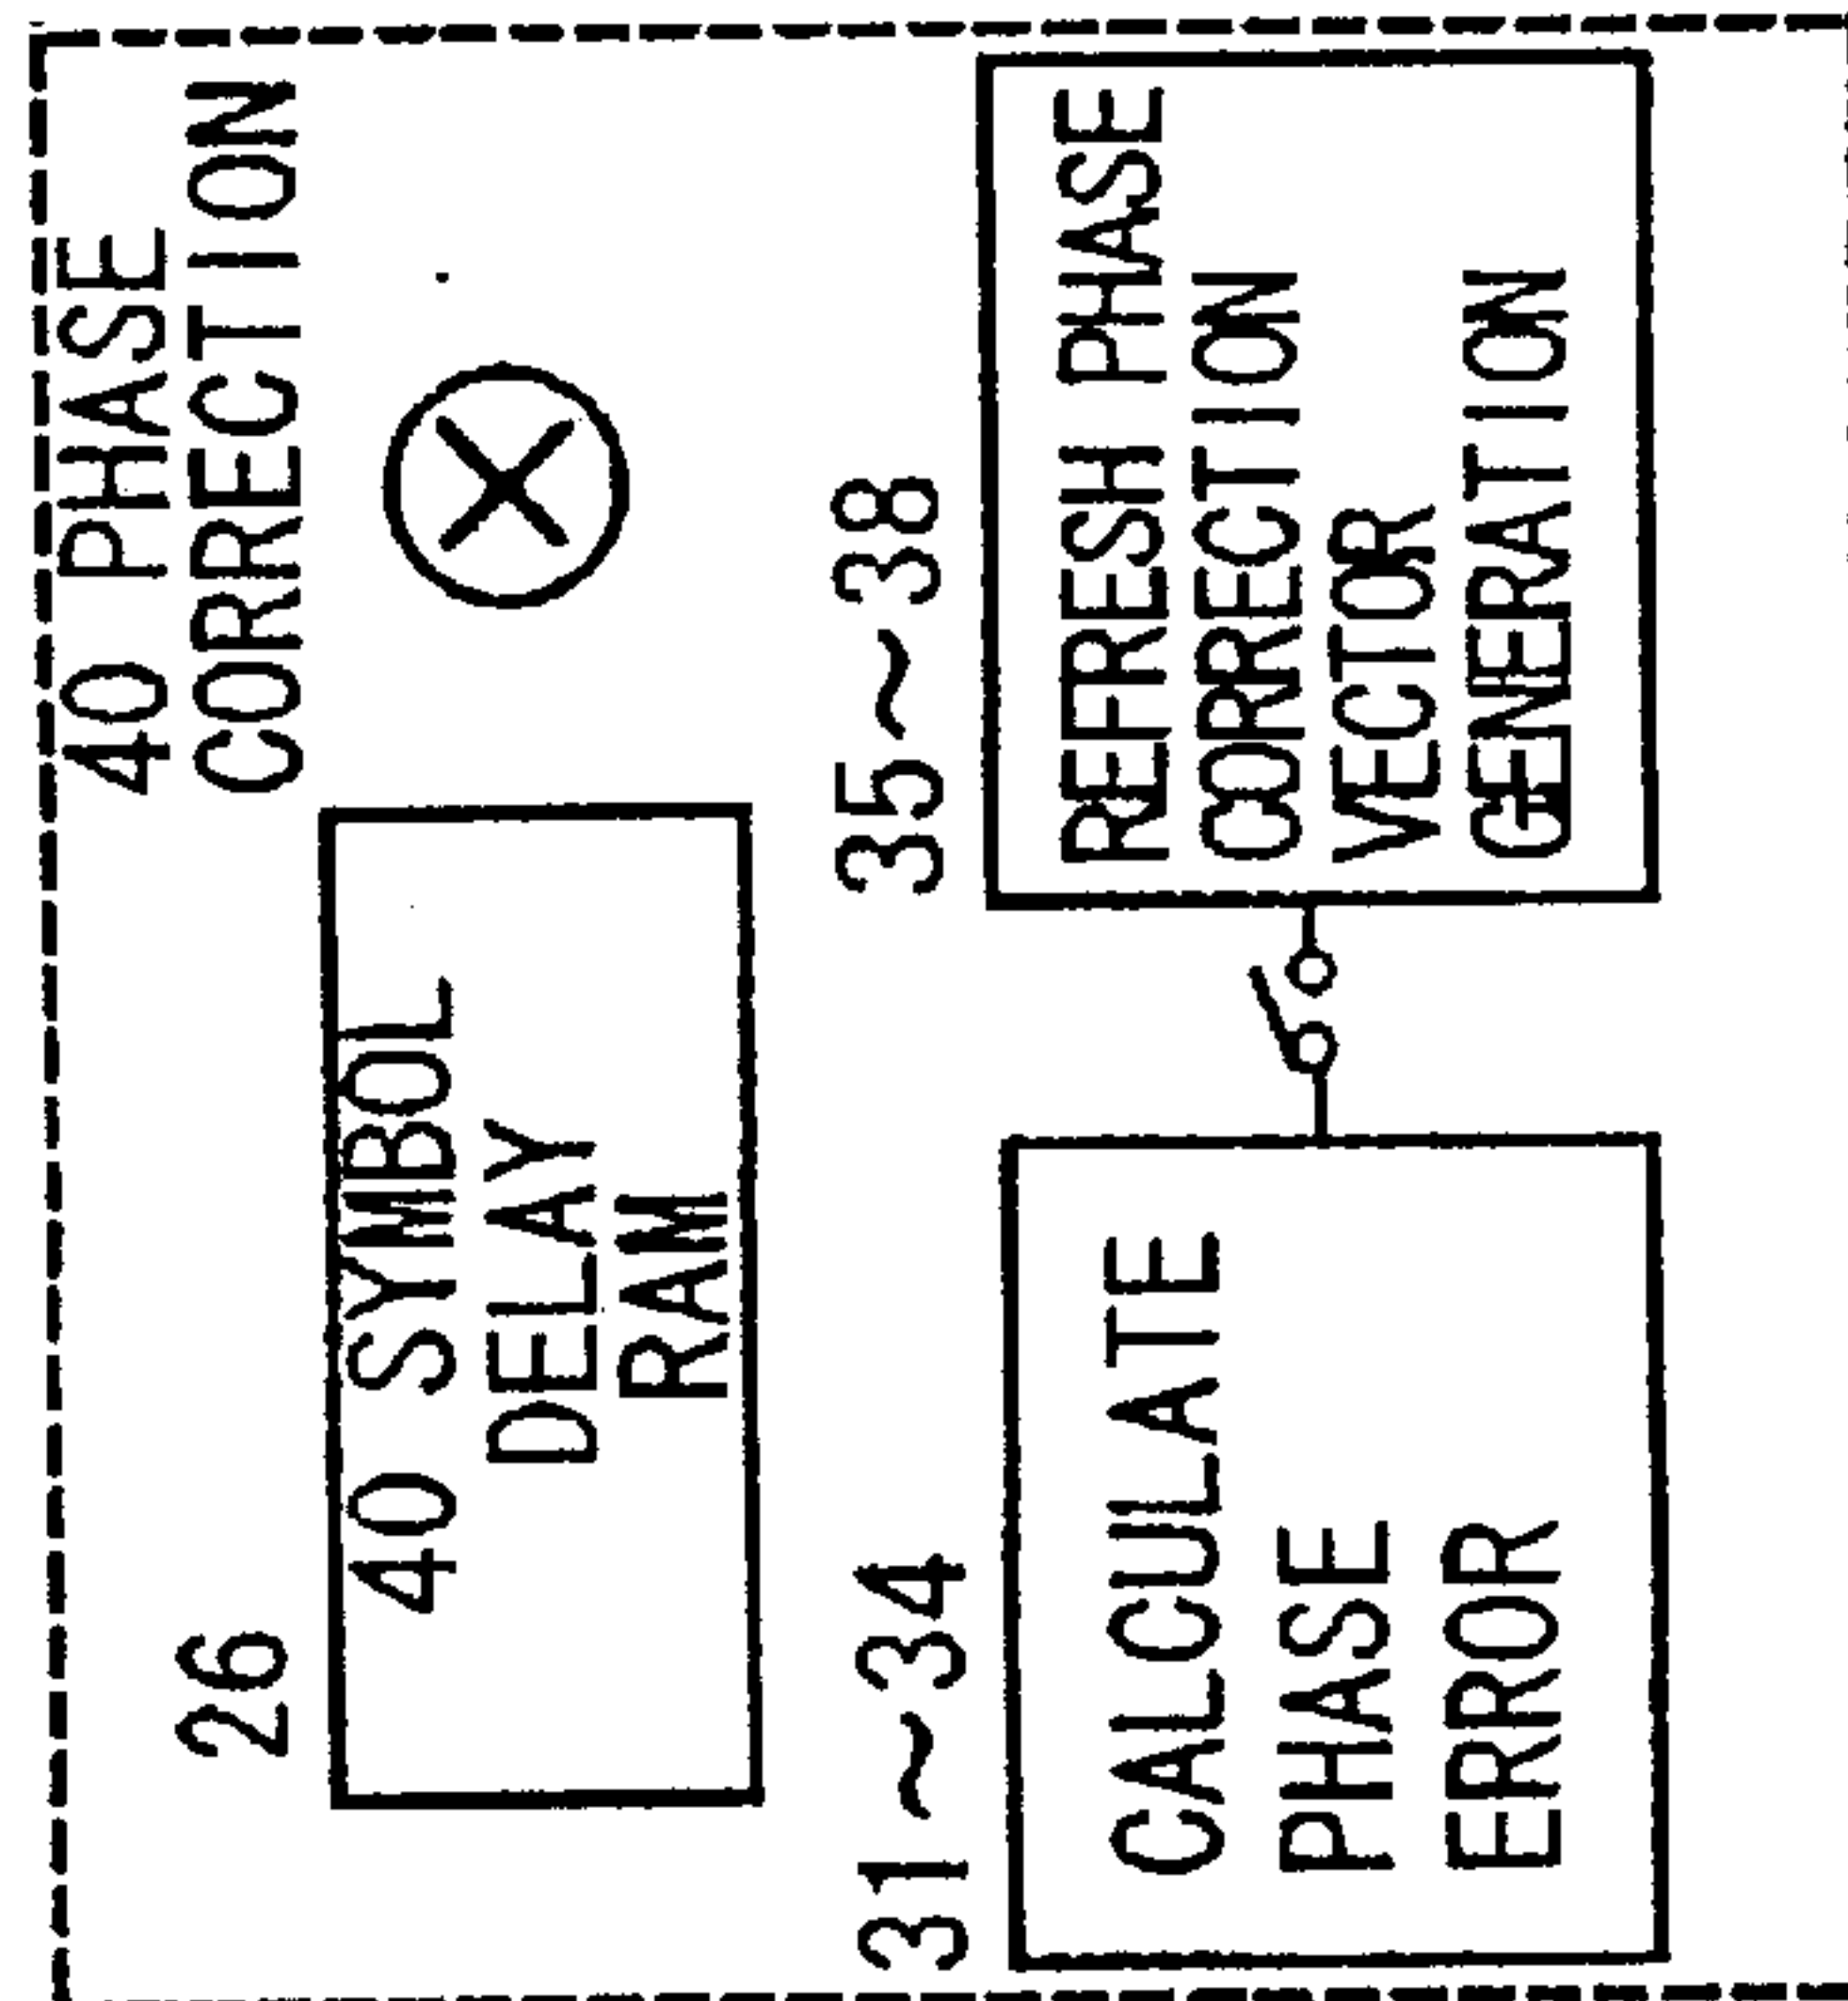 40 PHASE
CORRECTION
26
40 SYMBOL
DELAY
RAM
31~34
CALCULATE
PHASE
ERROR
35~38
REFRESH PHASE
CORRECTION
VECTOR
GENERATION